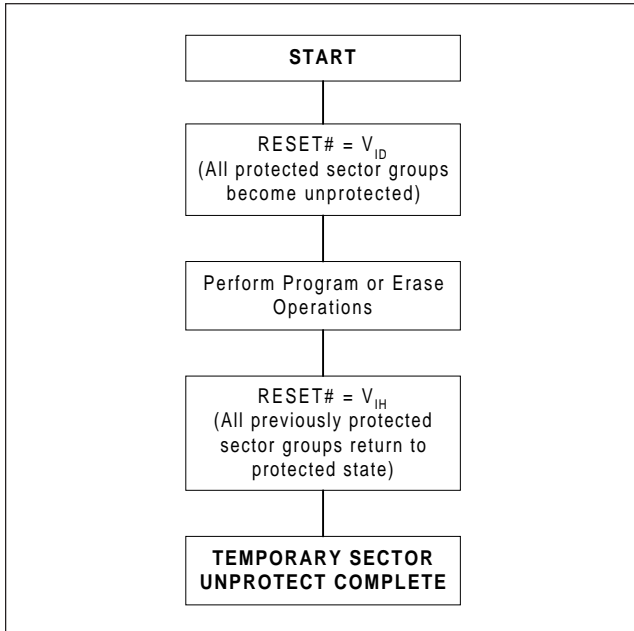 START
RESET# = V_ID
(All protected sector groups
become unprotected)
Perform Program or Erase
Operations
RESET# = V_IH
(All previously protected
sector groups return to
protected state)
TEMPORARY SECTOR
UNPROTECT COMPLETE